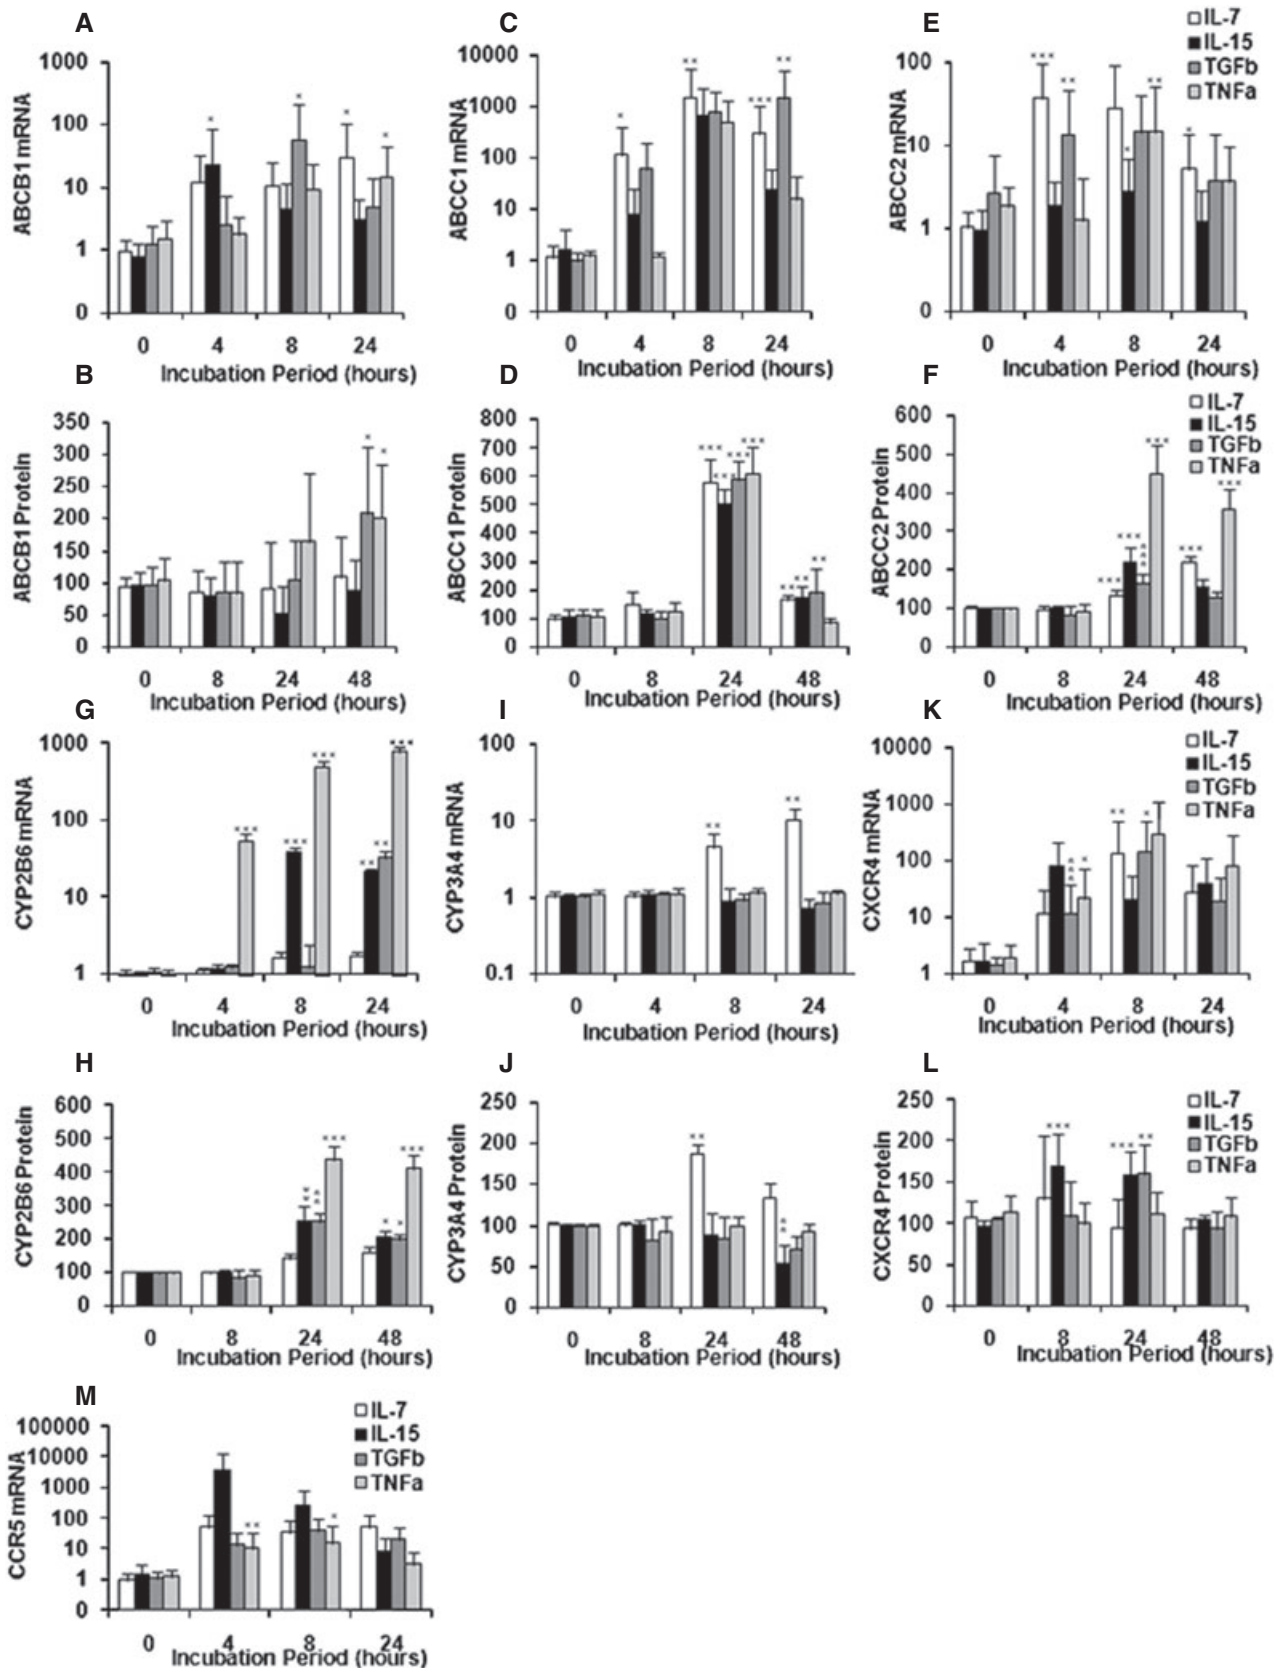 A
ABCB1 mRNA
1000
100
10
1
0
0 4 8 24
Incubation Period (hours)
* * * *
C
ABCC1 mRNA
10000
1000
100
10
1
0
0 4 8 24
Incubation Period (hours)
* ** *** **
E
ABCC2 mRNA
100
10
1
0
0 4 8 24
Incubation Period (hours)
*** ** * ** *
IL-7
IL-15
TGFb
TNFa
B
ABCB1 Protein
350
300
250
200
150
100
50
0
0 8 24 48
Incubation Period (hours)
* *
D
ABCC1 Protein
800
700
600
500
400
300
200
100
0
0 8 24 48
Incubation Period (hours)
*** *** *** *** ** ** **
F
ABCC2 Protein
600
500
400
300
200
100
0
0 8 24 48
Incubation Period (hours)
*** *** *** *** *** ***
IL-7
IL-15
TGFb
TNFa
G
CYP2B6 mRNA
1000
100
10
1
0 4 8 24
Incubation Period (hours)
*** *** *** ** ** ***
I
CYP3A4 mRNA
100
10
1
0.1
0 4 8 24
Incubation Period (hours)
** **
K
CXCR4 mRNA
10000
1000
100
10
1
0 4 8 24
Incubation Period (hours)
*** * ** *
IL-7
IL-15
TGFb
TNFa
H
CYP2B6 Protein
600
500
400
300
200
100
0
0 8 24 48
Incubation Period (hours)
** ** *** * * ***
J
CYP3A4 Protein
250
200
150
100
50
0
0 8 24 48
Incubation Period (hours)
** **
L
CXCR4 Protein
250
200
150
100
50
0
0 8 24 48
Incubation Period (hours)
*** *** **
IL-7
IL-15
TGFb
TNFa
M
CCR5 mRNA
100000
10000
1000
100
10
1
0
0 4 8 24
Incubation Period (hours)
** *
IL-7
IL-15
TGFb
TNFa